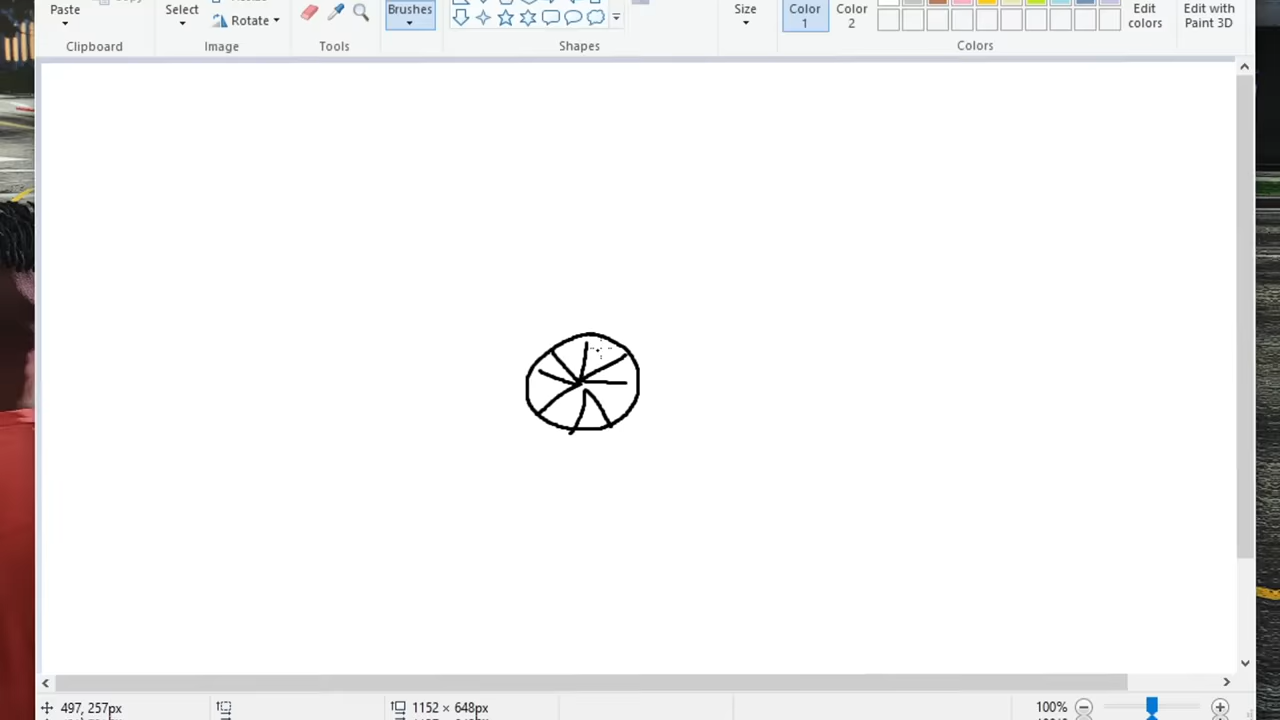 Paste
Select
Rotate
Brushes
Size
Color
1
Color
2
Edit
colors
Edit with
Paint 3D
Clipboard
Image
Tools
Shapes
Colors
497, 257px
1152 × 648px
100%